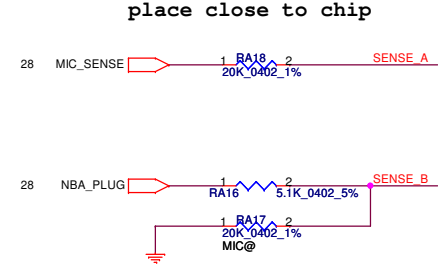 place close to chip
28 MIC_SENSE 1 RA18 2 SENSE_A
20K_0402_1%
28 NBA_PLUG 1 2 SENSE_B
RA16 5.1K_0402_5%
1 RA17 2
20K_0402_1%
MIC@